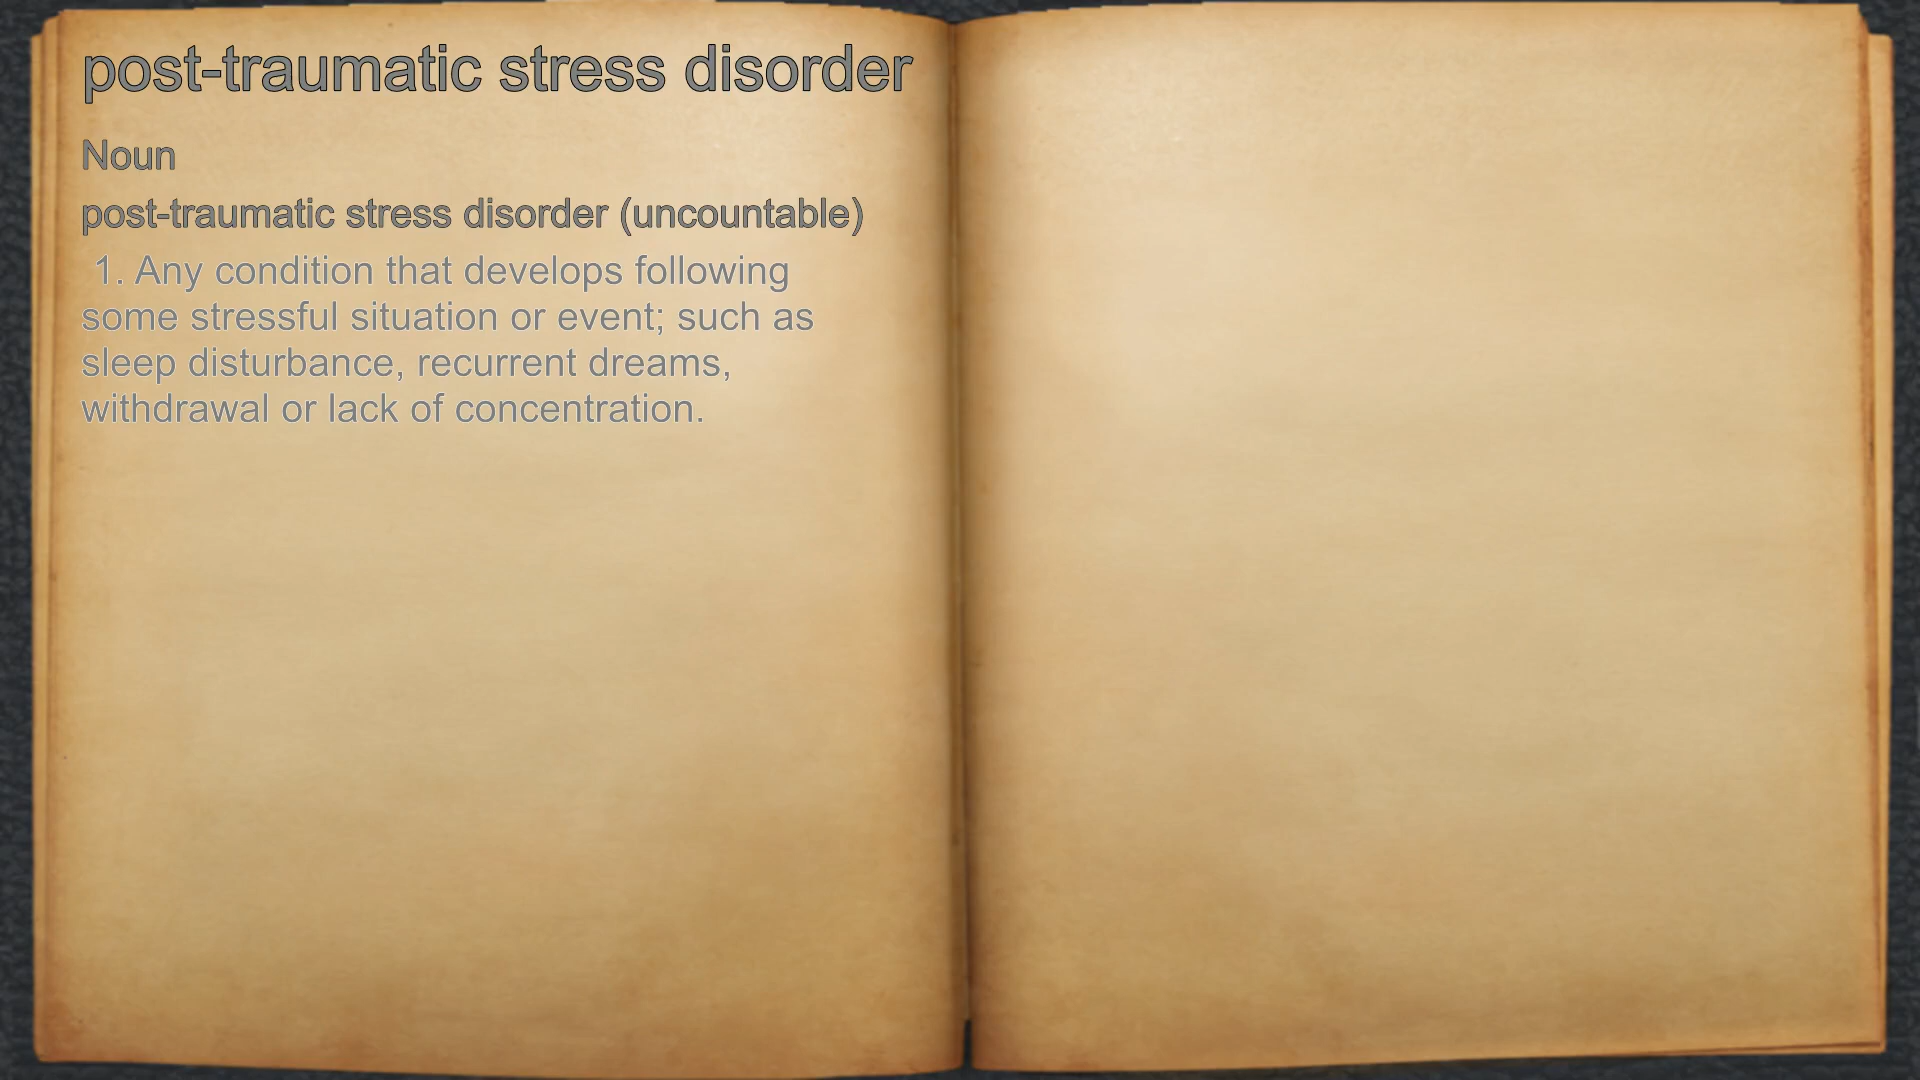 post-traumatic stress disorder
Noun
post-traumatic stress disorder (uncountable)
1. Any condition that develops following
some stressful situation or event; such as
sleep disturbance, recurrent dreams,
withdrawal or lack of concentration.